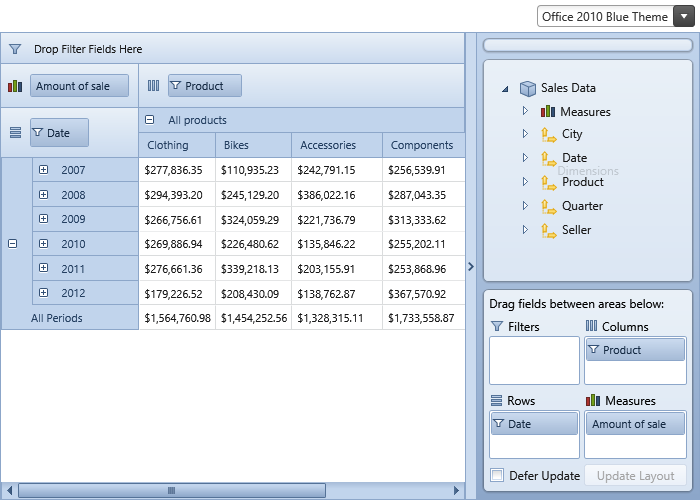 Office 2010 Blue Theme
Drop Filter Fields Here
Amount of sale
Product
Date
All products
Clothing Bikes Accessories Components
2007 $277,836.35 $110,935.23 $242,791.15 $256,539.91
2008 $294,393.20 $245,129.20 $386,022.16 $287,043.35
2009 $266,756.61 $324,059.29 $221,736.79 $313,333.62
2010 $269,886.94 $226,480.62 $135,846.22 $255,202.11
2011 $276,661.36 $339,218.13 $203,155.91 $253,868.96
2012 $179,226.52 $208,430.09 $138,762.87 $367,570.92
All Periods $1,564,760.98 $1,454,252.56 $1,328,315.11 $1,733,558.87
Sales Data
Measures
City
Date
Dimensions
Product
Quarter
Seller
Drag fields between areas below:
Filters Columns
Product
Rows Measures
Date Amount of sale
Defer Update Update Layout